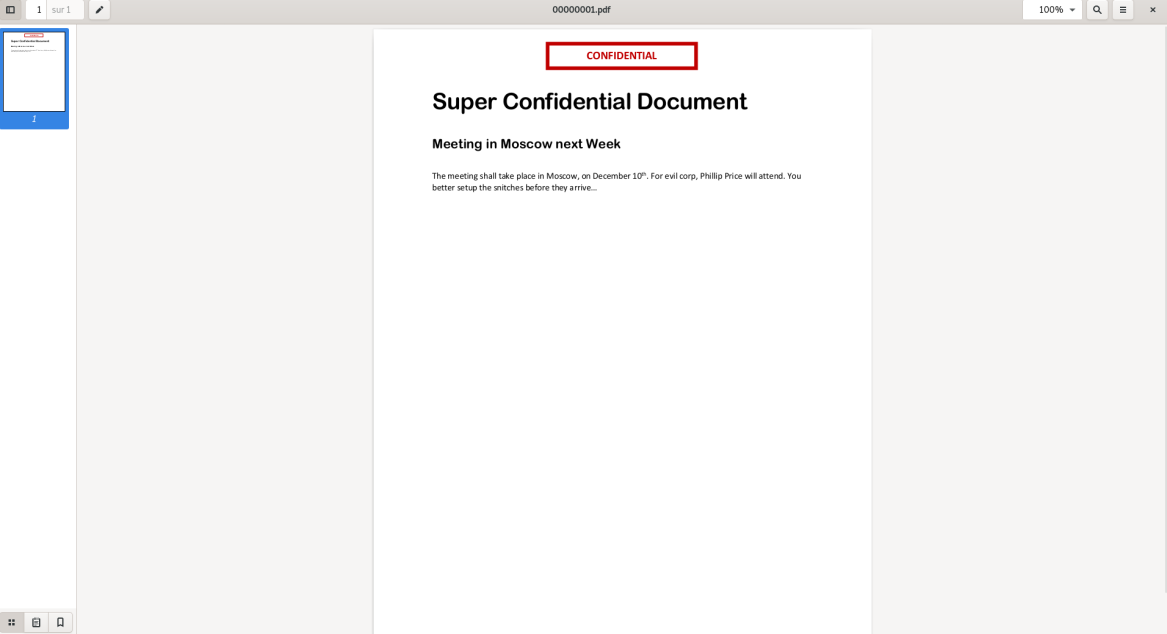 1 sur 1
00000001.pdf
100%
1
CONFIDENTIAL
Super Confidential Document
Meeting in Moscow next Week
The meeting shall take place in Moscow, on December 10th. For evil corp, Phillip Price will attend. You
better setup the snitches before they arrive…